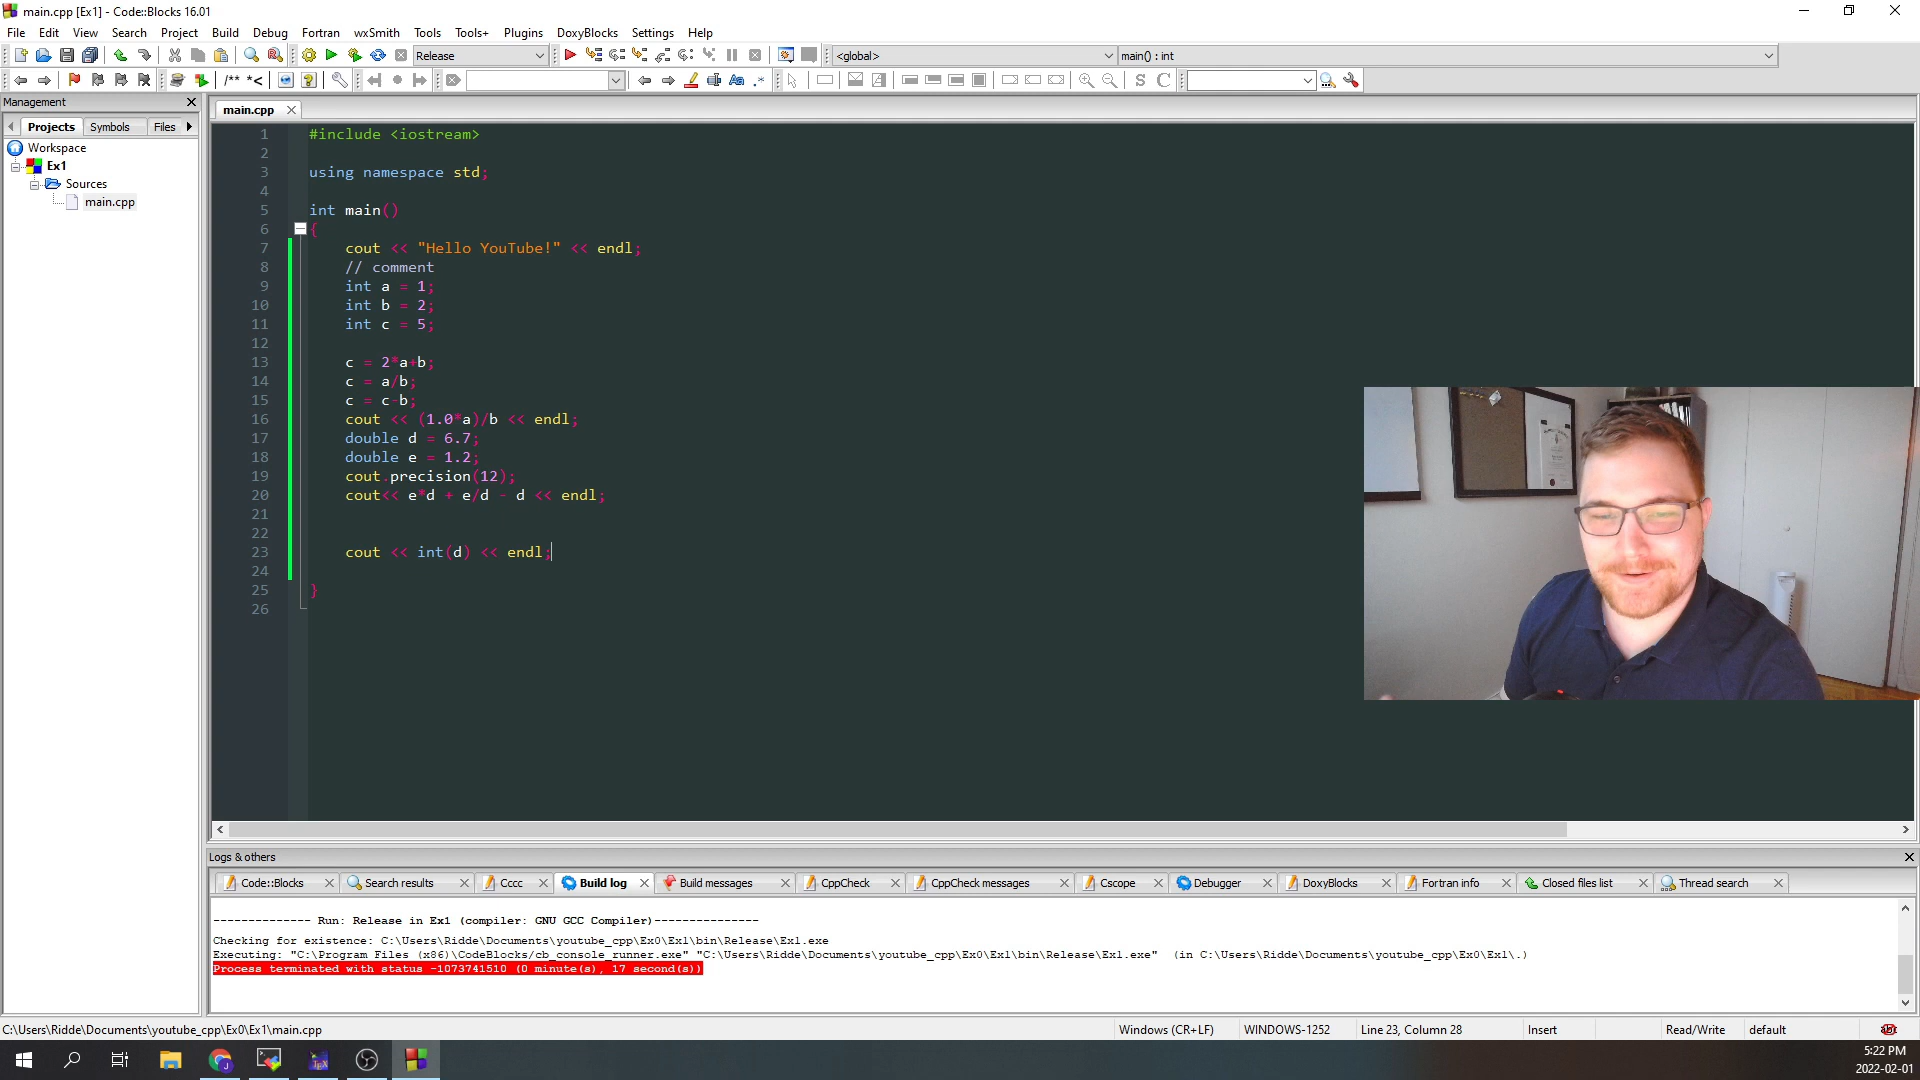 main.cpp [Ex1] - Code::Blocks 16.01
File Edit View Search Project Build Debug Fortran wxSmith Tools Tools+ Plugins DoxyBlocks Settings Help
Release
<global>
main() : int
/** *<
Management
Projects Symbols Files
Workspace
Ex1
Sources
main.cpp
main.cpp
1 #include <iostream>
2
3 using namespace std;
4
5 int main()
6 {
7 cout << "Hello YouTube!" << endl;
8 // comment
9 int a = 1;
10 int b = 2;
11 int c = 5;
12
13 c = 2*a+b;
14 c = a/b;
15 c = c-b;
16 cout << (1.0*a)/b << endl;
17 double d = 6.7;
18 double e = 1.2;
19 cout.precision(12);
20 cout<< e*d + e/d - d << endl;
21
22
23 cout << int(d) << endl;
24
25 }
26
Logs & others
Code::Blocks Search results Cccc Build log Build messages CppCheck CppCheck messages Cscope Debugger DoxyBlocks Fortran info Closed files list Thread search
-------------- Run: Release in Ex1 (compiler: GNU GCC Compiler)---------------
Checking for existence: C:\Users\Ridde\Documents\youtube_cpp\Ex0\Ex1\bin\Release\Ex1.exe
Executing: "C:\Program Files (x86)\CodeBlocks/cb_console_runner.exe" "C:\Users\Ridde\Documents\youtube_cpp\Ex0\Ex1\bin\Release\Ex1.exe" (in C:\Users\Ridde\Documents\youtube_cpp\Ex0\Ex1\.)
Process terminated with status -1073741510 (0 minute(s), 17 second(s))
C:\Users\Ridde\Documents\youtube_cpp\Ex0\Ex1\main.cpp
Windows (CR+LF)
WINDOWS-1252
Line 23, Column 28
Insert
Read/Write
default
5:22 PM
2022-02-01